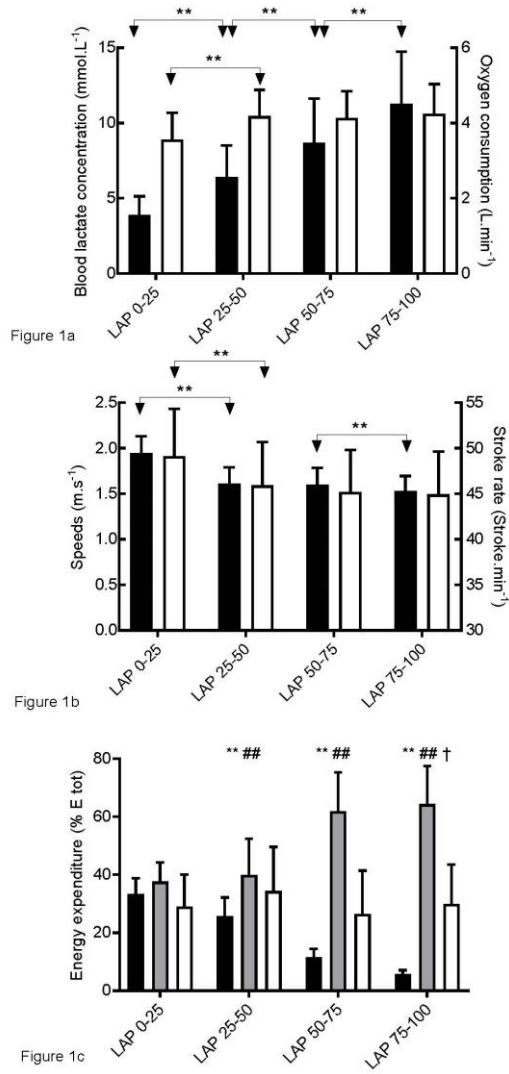 ** ** **
**
Blood lactate concentration (mmol.L-1)
15
10
5
0
Oxygen consumption (L.min-1)
6
4
2
0
LAP 0-25
LAP 25-50
LAP 50-75
LAP 75-100
Figure 1a
**
** **
Speeds (m.s-1)
2.5
2.0
1.5
1.0
0.5
0.0
Stroke rate (Stroke.min-1)
55
50
45
40
35
30
LAP 0-25
LAP 25-50
LAP 50-75
LAP 75-100
Figure 1b
** ## ** ## ** ## †
Energy expenditure (% E tot)
80
60
40
20
0
LAP 0-25
LAP 25-50
LAP 50-75
LAP 75-100
Figure 1c